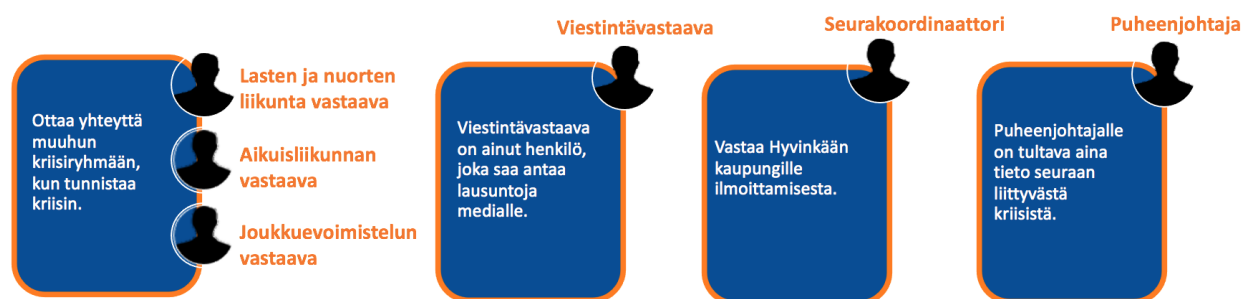 Ottaa yhteyttä
muuhun
kriisiryhmään,
kun tunnistaa
kriisin.
Lasten ja nuorten
liikunta vastaava
Aikuisliikunnan
vastaava
Joukkuevoimistelun
vastaava
Viestintävastaava
Viestintävastaava
on ainut henkilö,
joka saa antaa
lausuntoja
medialle.
Seurakoordinaattori
Vastaa Hyvinkään
kaupungille
ilmoittamisesta.
Puheenjohtaja
Puheenjohtajalle
on tultava aina
tieto seuraan
liittyvästä
kriisistä.